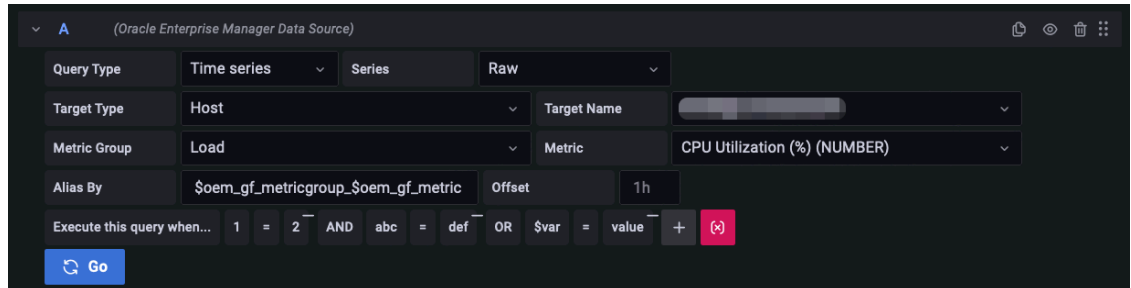 A (Oracle Enterprise Manager Data Source)
Query Type Time series Series Raw
Target Type Host Target Name
Metric Group Load Metric CPU Utilization (%) (NUMBER)
Alias By $oem_gf_metricgroup_$oem_gf_metric Offset 1h
Execute this query when... 1 = 2 AND abc = def OR $var = value + (x)
Go